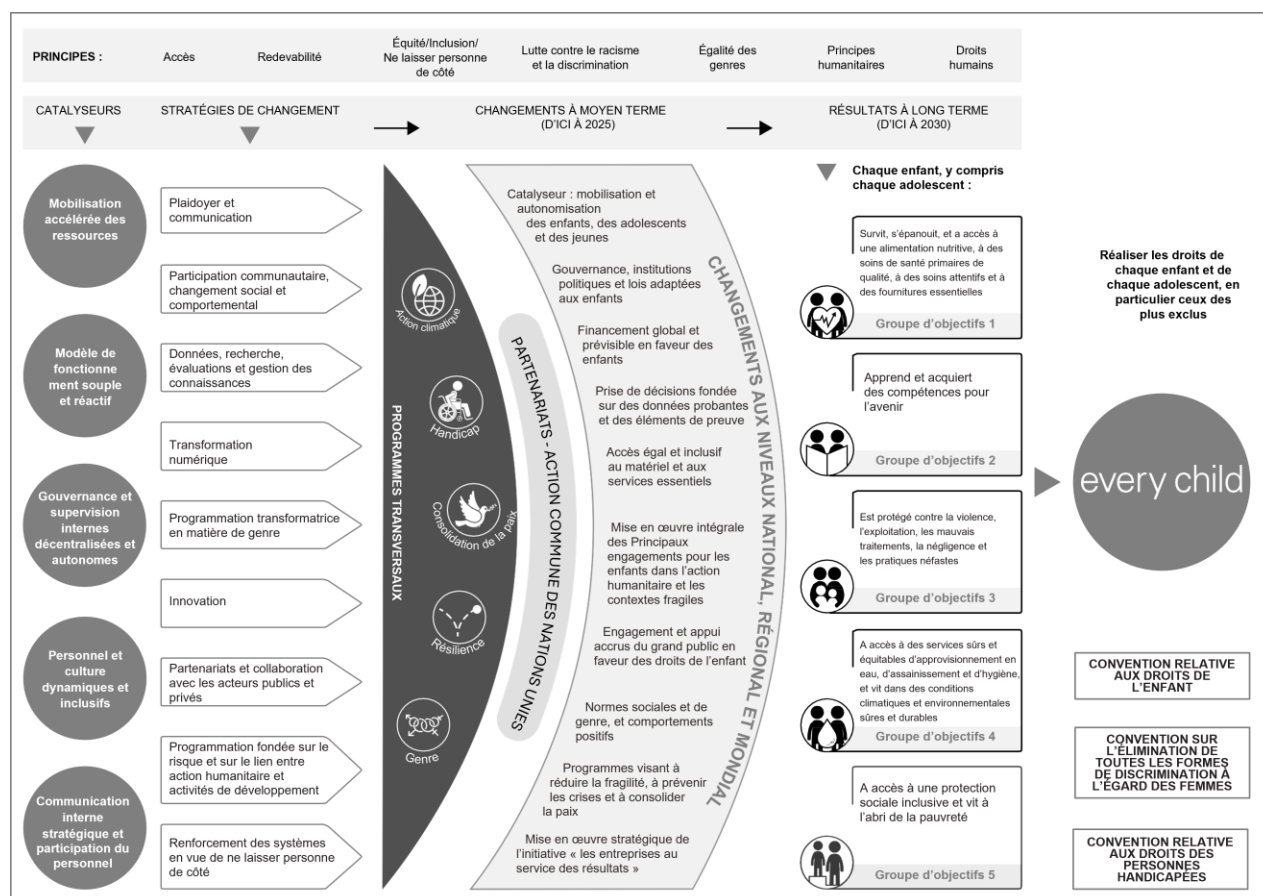 PRINCIPES :
Accès
Redevabilité
Équité/Inclusion/
Ne laisser personne
de côté
Lutte contre le racisme
et la discrimination
Égalité des
genres
Principes
humanitaires
Droits
humains
CATALYSEURS
STRATÉGIES DE CHANGEMENT
CHANGEMENTS À MOYEN TERME
(D'ICI À 2025)
RÉSULTATS À LONG TERME
(D'ICI À 2030)
Mobilisation
accélérée des
ressources
Modèle de
fonctionne
ment souple
et réactif
Gouvernance et
supervision
internes
décentralisées et
autonomes
Personnel et
culture
dynamiques et
inclusifs
Communication
interne
stratégique et
participation du
personnel
Plaidoyer et
communication
Participation communautaire,
changement social et
comportemental
Données, recherche,
évaluations et gestion des
connaissances
Transformation
numérique
Programmation transformatrice
en matière de genre
Innovation
Partenariats et collaboration
avec les acteurs publics et
privés
Programmation fondée sur le
risque et sur le lien entre
action humanitaire et
activités de développement
Renforcement des systèmes
en vue de ne laisser personne
de côté
PROGRAMMES TRANSVERSAUX
Action climatique
Handicap
Consolidation de la paix
Résilience
Genre
PARTENARIATS - ACTION COMMUNE DES NATIONS UNIES
Catalyseur : mobilisation et
autonomisation
des enfants, des adolescents
et des jeunes
Gouvernance, institutions
politiques et lois adaptées
aux enfants
Financement global et
prévisible en faveur des
enfants
Prise de décisions fondée
sur des données probantes
et des éléments de preuve
Accès égal et inclusif
au matériel et aux
services essentiels
Mise en œuvre intégrale
des Principaux
engagements pour les
enfants dans l'action
humanitaire et les
contextes fragiles
Engagement et appui
accrus du grand public en
faveur des droits de l'enfant
Normes sociales et de
genre, et comportements
positifs
Programmes visant à
réduire la fragilité, à prévenir
les crises et à consolider
la paix
Mise en œuvre stratégique de
l'initiative « les entreprises au
service des résultats »
CHANGEMENTS AUX NIVEAUX NATIONAL, RÉGIONAL ET MONDIAL
Chaque enfant, y compris
chaque adolescent :
Survit, s'épanouit, et a accès à
une alimentation nutritive, à des
soins de santé primaires de
qualité, à des soins attentifs et à
des fournitures essentielles
Groupe d'objectifs 1
Apprend et acquiert
des compétences pour
l'avenir
Groupe d'objectifs 2
Est protégé contre la violence,
l'exploitation, les mauvais
traitements, la négligence et
les pratiques néfastes
Groupe d'objectifs 3
A accès à des services sûrs et
équitables d'approvisionnement en
eau, d'assainissement et d'hygiène,
et vit dans des conditions
climatiques et environnementales
sûres et durables
Groupe d'objectifs 4
A accès à une protection
sociale inclusive et vit à
l'abri de la pauvreté
Groupe d'objectifs 5
Réaliser les droits de
chaque enfant et de
chaque adolescent, en
particulier ceux des
plus exclus
every child
CONVENTION RELATIVE
AUX DROITS DE
L'ENFANT
CONVENTION SUR
L'ÉLIMINATION DE
TOUTES LES FORMES
DE DISCRIMINATION À
L'ÉGARD DES FEMMES
CONVENTION RELATIVE
AUX DROITS DES
PERSONNES
HANDICAPÉES